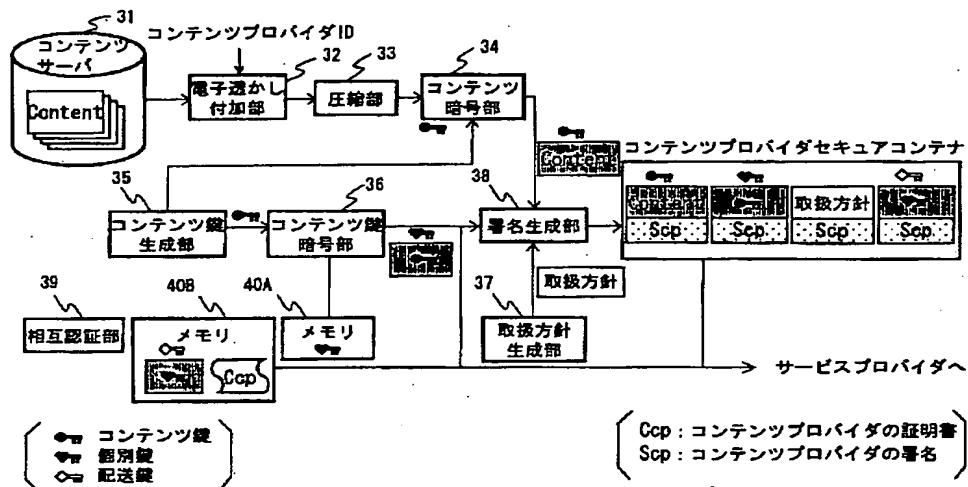 31
コンテンツプロバイダID
コンテンツ
サーバ
Content
32
電子透かし
付加部
33
圧縮部
34
コンテンツ
暗号部
Content
コンテンツプロバイダセキュアコンテナ
Content
取扱方針
Scp
Scp
Scp
Scp
35
コンテンツ鍵
生成部
36
コンテンツ鍵
暗号部
38
署名生成部
取扱方針
37
取扱方針
生成部
39
相互認証部
40B
メモリ
Ccp
40A
メモリ
サービスプロバイダへ
コンテンツ鍵
個別鍵
配送鍵
Ccp：コンテンツプロバイダの証明書
Scp：コンテンツプロバイダの署名